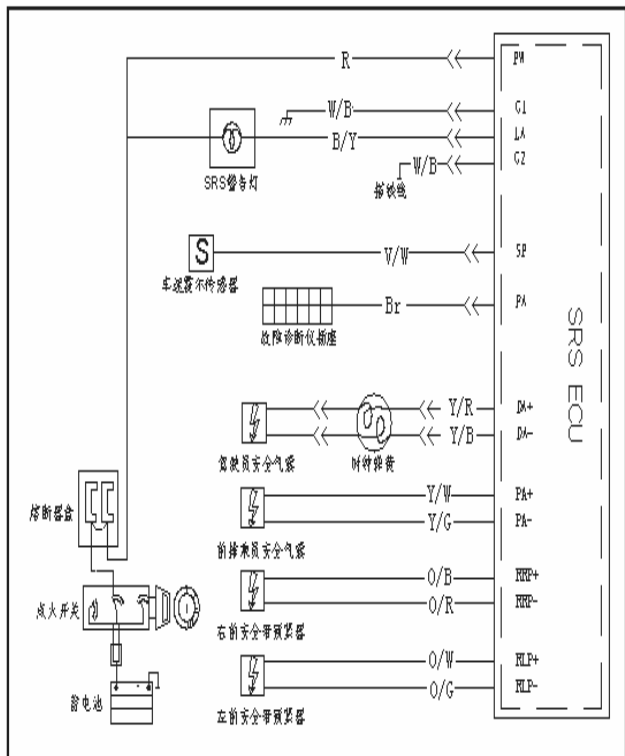 R
PW
W/B
G1
B/Y
LA
G2
W/B
搭铁线
SRS警告灯
S
V/W
SP
车速霍尔传感器
Br
PA
故障诊断仪插座
SRS ECU
Y/R
DA+
Y/B
DA-
驾驶员安全气囊
时钟弹簧
Y/W
PA+
Y/G
PA-
熔断器盒
前排乘员安全气囊
O/B
RRP+
点火开关
O/R
RRP-
右前安全带预紧器
O/W
RLP+
蓄电池
O/G
RLP-
左前安全带预紧器